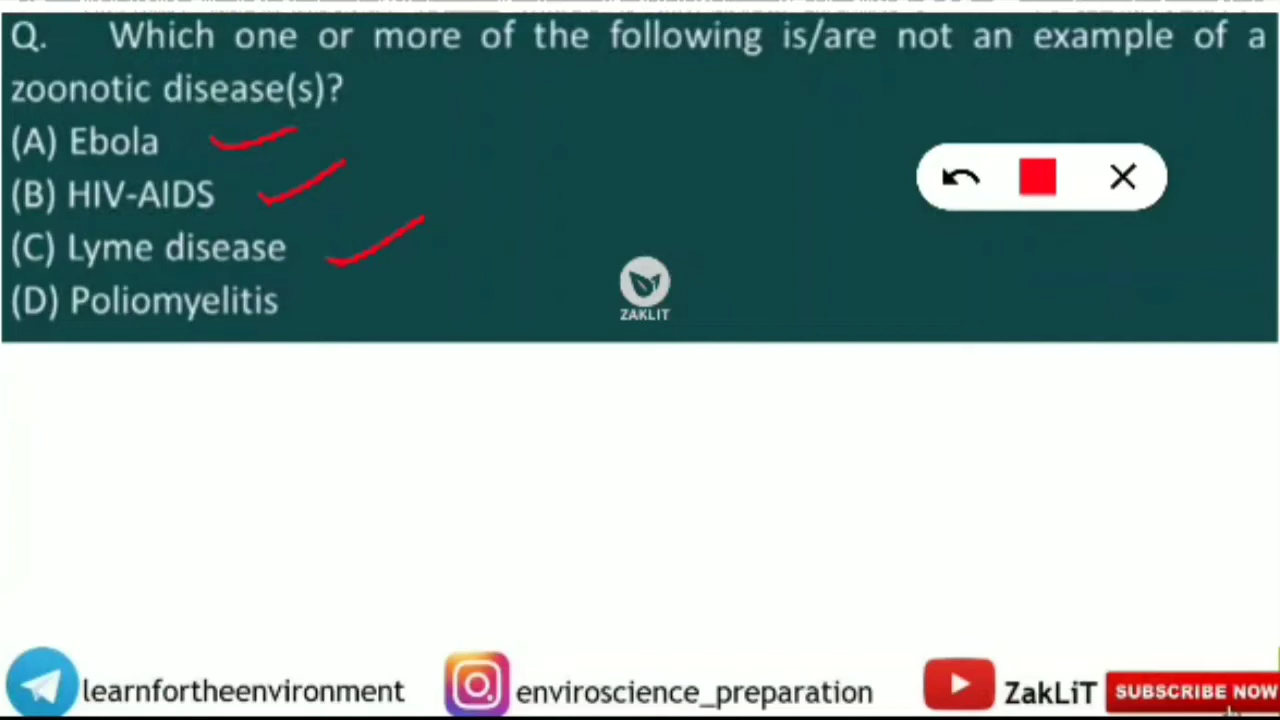 Q. Which one or more of the following is/are not an example of a
zoonotic disease(s)?
(A) Ebola
(B) HIV-AIDS
(C) Lyme disease
(D) Poliomyelitis
ZAKLIT
learnfortheenvironment
enviroscience_preparation
ZakLiT
SUBSCRIBE NOW